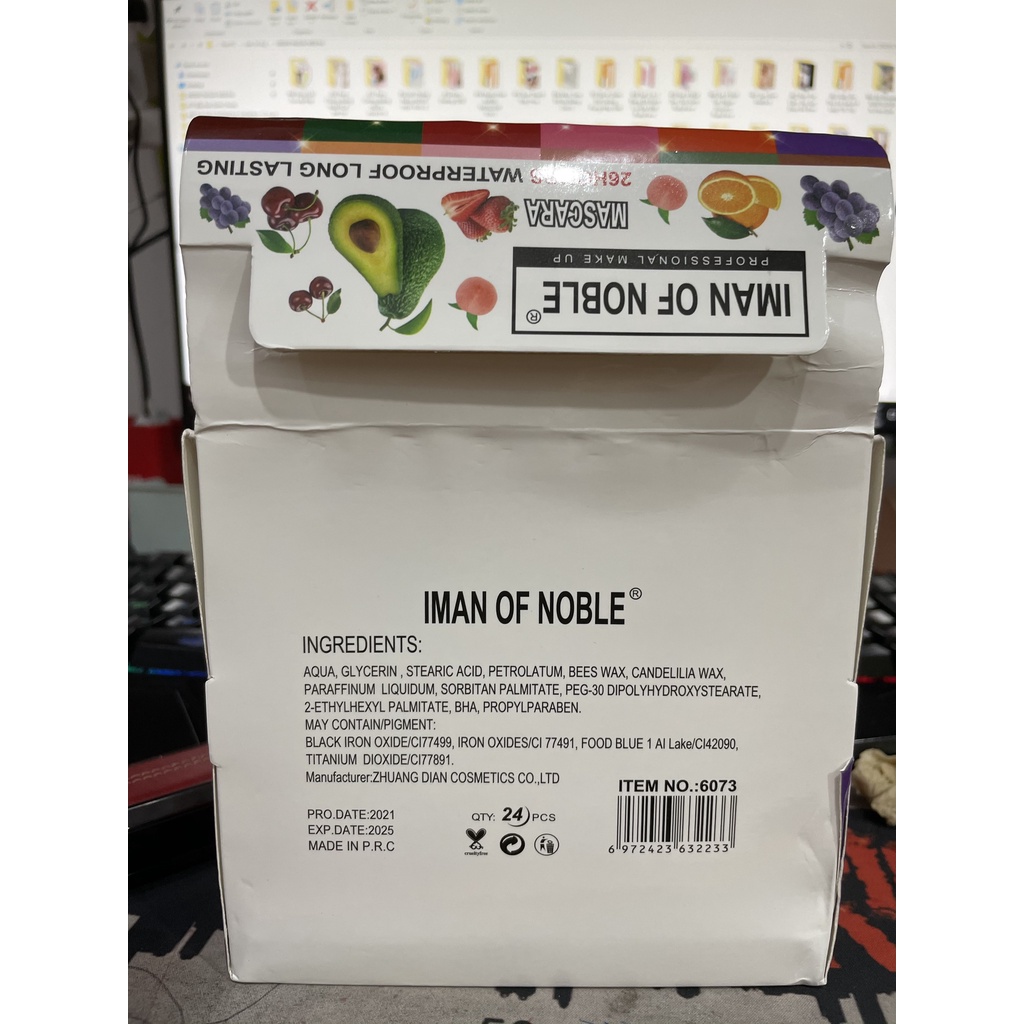 26HOURS WATERPROOF LONG LASTING
MASCARA
PROFESSIONAL MAKE UP
IMAN OF NOBLE®
IMAN OF NOBLE®
INGREDIENTS:
AQUA, GLYCERIN , STEARIC ACID, PETROLATUM, BEES WAX, CANDELILIA WAX,
PARAFFINUM LIQUIDUM, SORBITAN PALMITATE, PEG-30 DIPOLYHYDROXYSTEARATE,
2-ETHYLHEXYL PALMITATE, BHA, PROPYLPARABEN.
MAY CONTAIN/PIGMENT:
BLACK IRON OXIDE/CI77499, IRON OXIDES/CI 77491, FOOD BLUE 1 Al Lake/CI42090,
TITANIUM DIOXIDE/CI77891.
Manufacturer:ZHUANG DIAN COSMETICS CO.,LTD
ITEM NO.:6073
PRO.DATE:2021
EXP.DATE:2025
MADE IN P.R.C
QTY: 24 PCS
crueltyfree
6 972423 632233